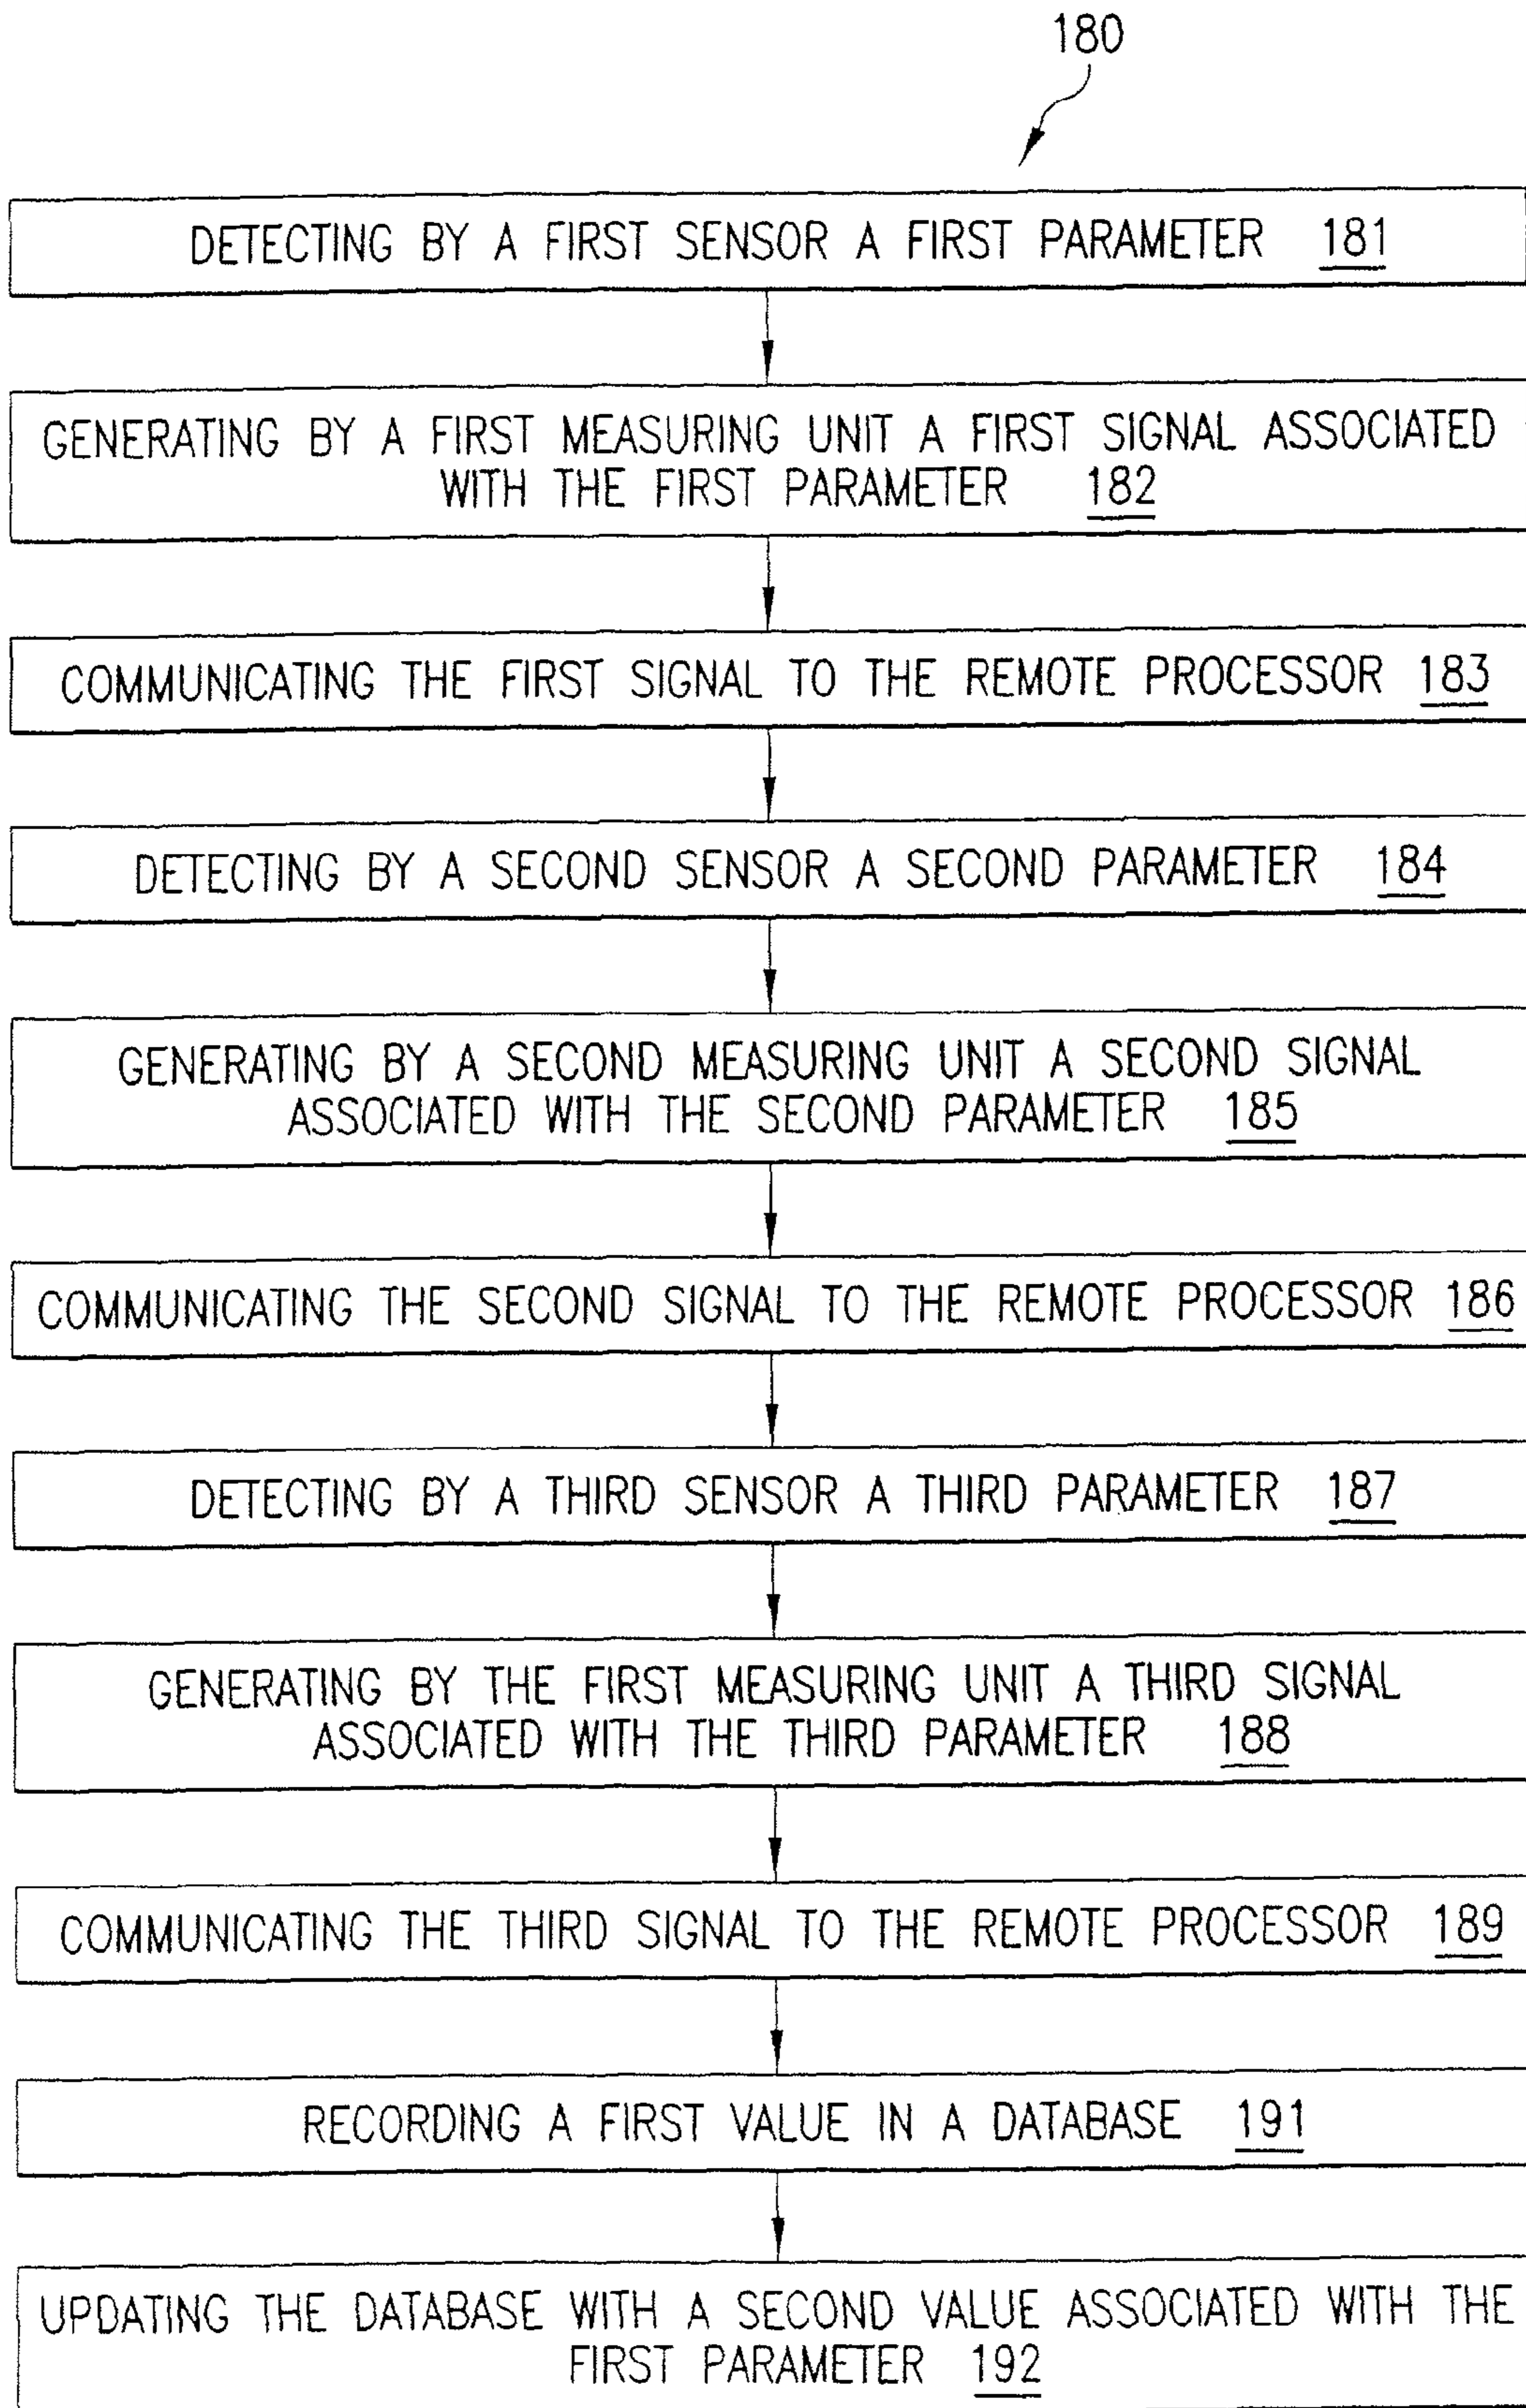 180
DETECTING BY A FIRST SENSOR A FIRST PARAMETER 181
GENERATING BY A FIRST MEASURING UNIT A FIRST SIGNAL ASSOCIATED
WITH THE FIRST PARAMETER 182
COMMUNICATING THE FIRST SIGNAL TO THE REMOTE PROCESSOR 183
DETECTING BY A SECOND SENSOR A SECOND PARAMETER 184
GENERATING BY A SECOND MEASURING UNIT A SECOND SIGNAL
ASSOCIATED WITH THE SECOND PARAMETER 185
COMMUNICATING THE SECOND SIGNAL TO THE REMOTE PROCESSOR 186
DETECTING BY A THIRD SENSOR A THIRD PARAMETER 187
GENERATING BY THE FIRST MEASURING UNIT A THIRD SIGNAL
ASSOCIATED WITH THE THIRD PARAMETER 188
COMMUNICATING THE THIRD SIGNAL TO THE REMOTE PROCESSOR 189
RECORDING A FIRST VALUE IN A DATABASE 191
UPDATING THE DATABASE WITH A SECOND VALUE ASSOCIATED WITH THE
FIRST PARAMETER 192